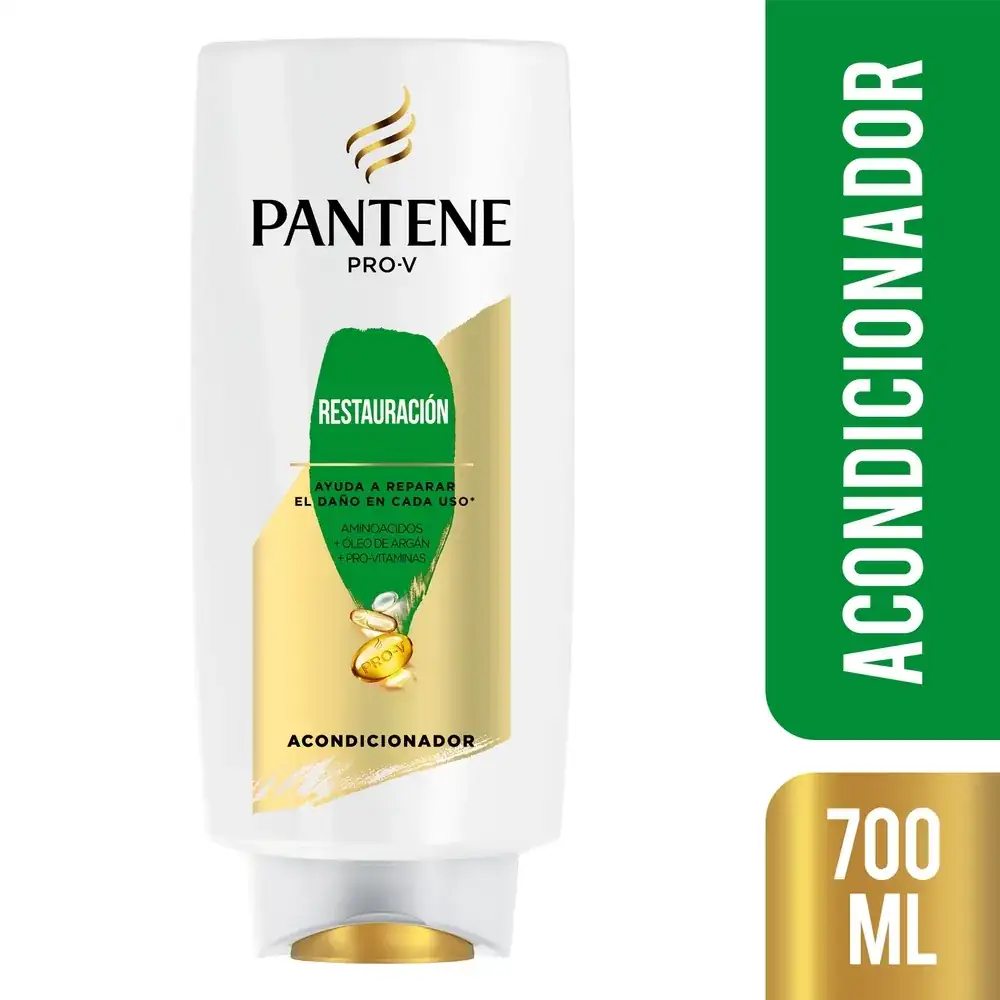 PANTENE
PRO-V
RESTAURACIÓN
AYUDA A REPARAR
EL DAÑO EN CADA USO*
AMINOACIDOS
+ ÓLEO DE ARGÁN
+ PRO-VITAMINAS
PRO-V
ACONDICIONADOR
ACONDICIONADOR
700
ML